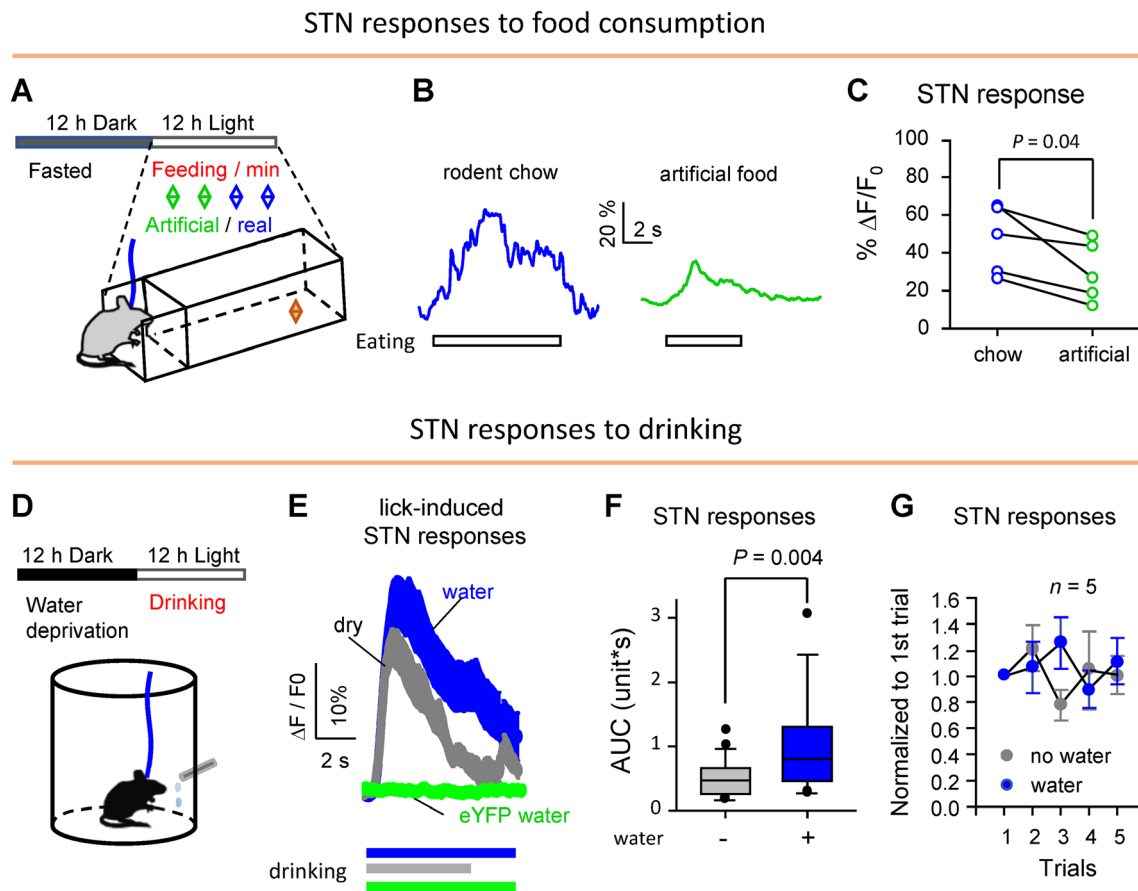 STN responses to food consumption
A
12 h Dark 12 h Light
Fasted
Feeding / min
Artificial / real
B
rodent chow
artificial food
20 %
2 s
Eating
C
STN response
P = 0.04
% ΔF/F0
100
80
60
40
20
0
chow
artificial
STN responses to drinking
D
12 h Dark 12 h Light
Water
deprivation
Drinking
E
lick-induced
STN responses
water
dry
ΔF / F0
10%
2 s
eYFP water
drinking
F
STN responses
P = 0.004
AUC (unit*s)
3
2
1
0
water - +
G
STN responses
n = 5
Normalized to 1st trial
1.6
1.4
1.2
1.0
0.8
0.6
0.4
0.2
0.0
no water
water
1 2 3 4 5
Trials